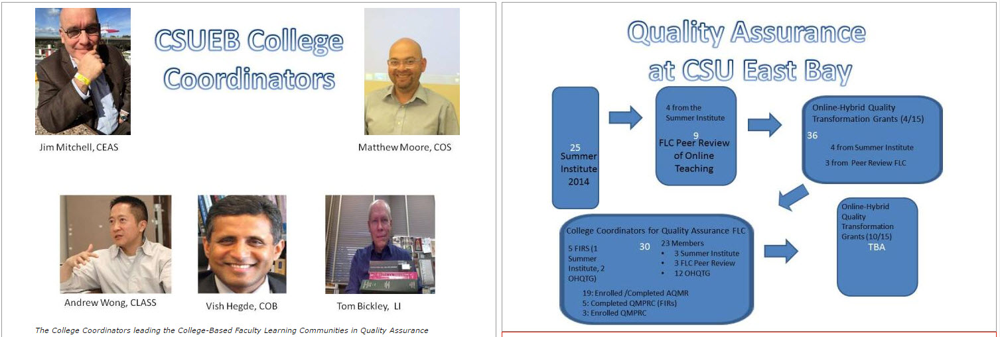 CSUEB College
Coordinators
Jim Mitchell, CEAS
Matthew Moore, COS
Andrew Wong, CLASS
Vish Hegde, COB
Tom Bickley, LI
The College Coordinators leading the College-Based Faculty Learning Communities in Quality Assurance
Quality Assurance
at CSU East Bay
25
Summer
Institute
2014
4 from the
Summer Institute
9
FLC Peer Review
of Online
Teaching
Online-Hybrid Quality
Transformation Grants (4/15)
36
4 from Summer Institute
3 from Peer Review FLC
College Coordinators for Quality Assurance FLC
5 FIRS (1
Summer
Institute, 2
OHQTG)
30
23 Members
• 3 Summer Institute
• 3 FLC Peer Review
• 12 OHQTG
19: Enrolled /Completed AQMR
5: Completed QMPRC (FIRs)
3: Enrolled QMPRC
Online-Hybrid
Quality
Transformation
Grants (10/15)
TBA